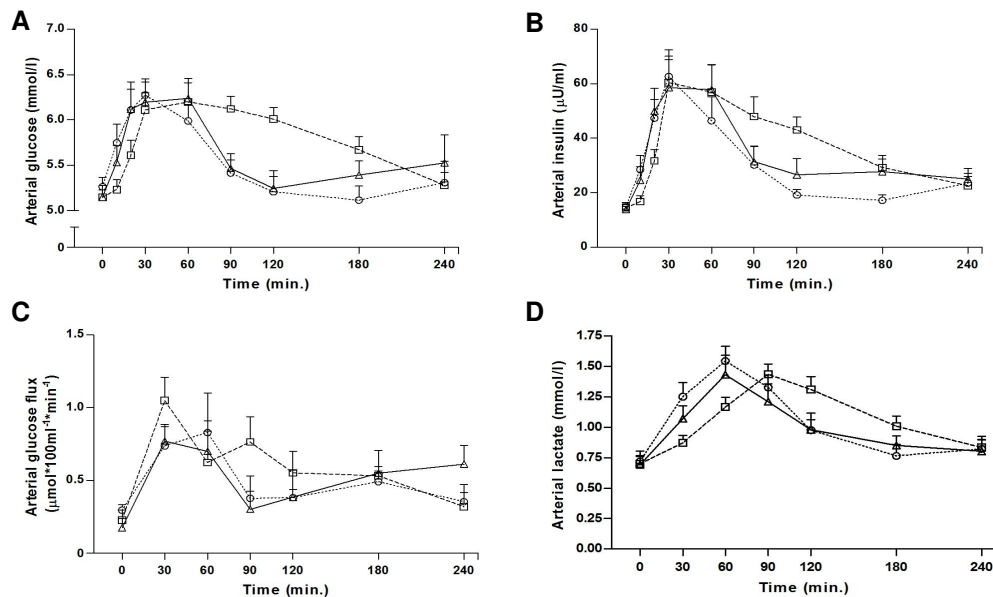 A
Arterial glucose (mmol/l)
7.0
6.5
6.0
5.5
5.0
0
0 30 60 90 120 180 240
Time (min.)
B
Arterial insulin (μU/ml)
80
60
40
20
0
0 30 60 90 120 180 240
Time (min.)
C
Arterial glucose flux
(μmol*100ml⁻¹*min⁻¹)
1.5
1.0
0.5
0
0 30 60 90 120 180 240
Time (min.)
D
Arterial lactate (mmol/l)
1.75
1.50
1.25
1.00
0.75
0.50
0.25
0.00
0 30 60 90 120 180 240
Time (min.)